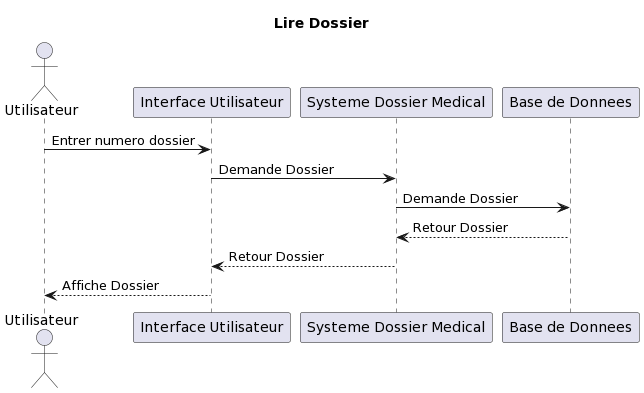 Lire Dossier
Utilisateur
Interface Utilisateur
Systeme Dossier Medical
Base de Donnees
Entrer numero dossier
Demande Dossier
Demande Dossier
Retour Dossier
Retour Dossier
Affiche Dossier
Utilisateur
Interface Utilisateur
Systeme Dossier Medical
Base de Donnees